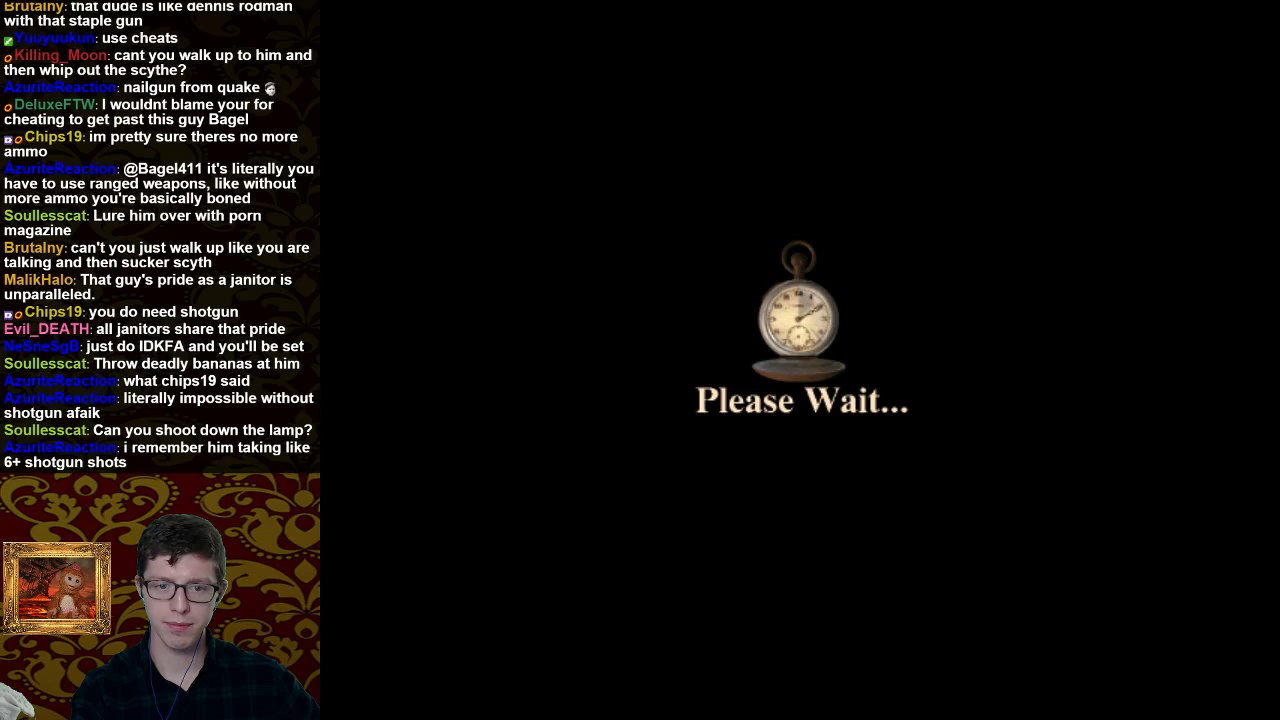 Brutalny: that dude is like dennis rodman
with that staple gun
Yuuyuukun: use cheats
Killing_Moon: cant you walk up to him and
then whip out the scythe?
AzuriteReaction: nailgun from quake
DeluxeFTW: I wouldnt blame your for
cheating to get past this guy Bagel
Chips19: im pretty sure theres no more
ammo
AzuriteReaction: @Bagel411 it's literally you
have to use ranged weapons, like without
more ammo you're basically boned
Soullesscat: Lure him over with porn
magazine
Brutalny: can't you just walk up like you are
talking and then sucker scyth
MalikHalo: That guy's pride as a janitor is
unparalleled.
Chips19: you do need shotgun
Evil_DEATH: all janitors share that pride
NeSneSgB: just do IDKFA and you'll be set
Soullesscat: Throw deadly bananas at him
AzuriteReaction: what chips19 said
AzuriteReaction: literally impossible without
shotgun afaik
Soullesscat: Can you shoot down the lamp?
AzuriteReaction: i remember him taking like
6+ shotgun shots
Please Wait...